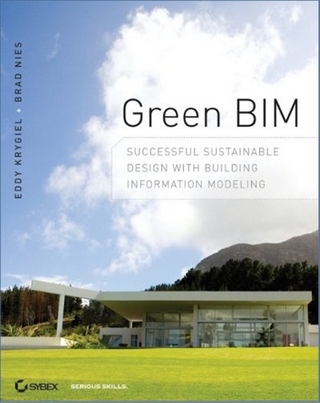 EDDY KRYGIEL + BRAD NIES
Green BIM
SUCCESSFUL SUSTAINABLE
DESIGN WITH BUILDING
INFORMATION MODELING
SYBEX
SERIOUS SKILLS.